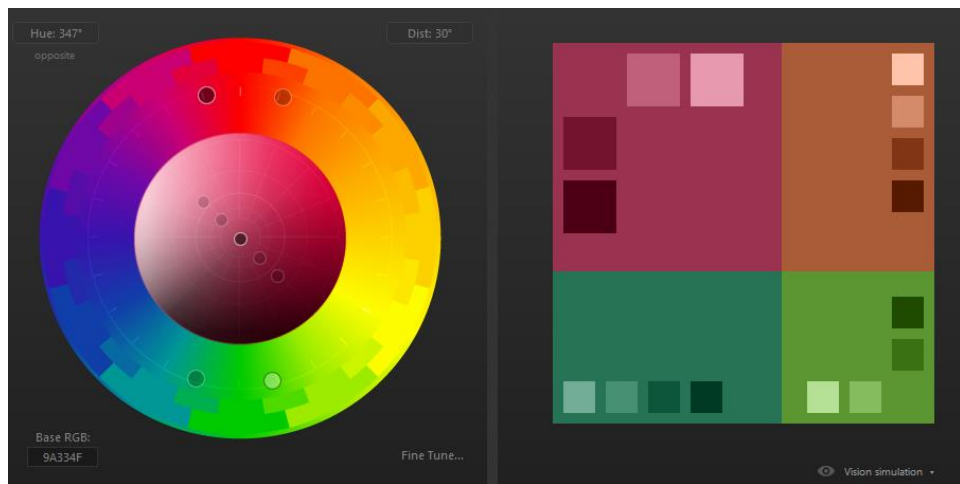 Hue: 347°
Dist: 30°
opposite
Base RGB:
9A334F
Fine Tune...
Vision simulation